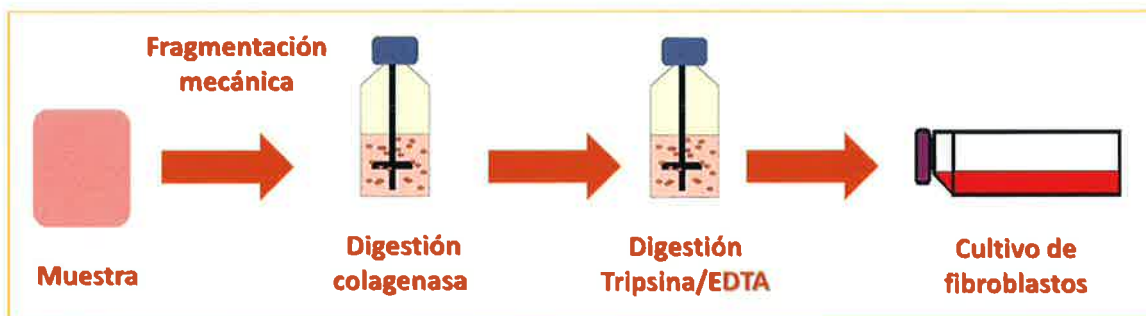 Fragmentación
mecánica
Muestra
Digestión
colagenasa
Digestión
Tripsina/EDTA
Cultivo de
fibroblastos